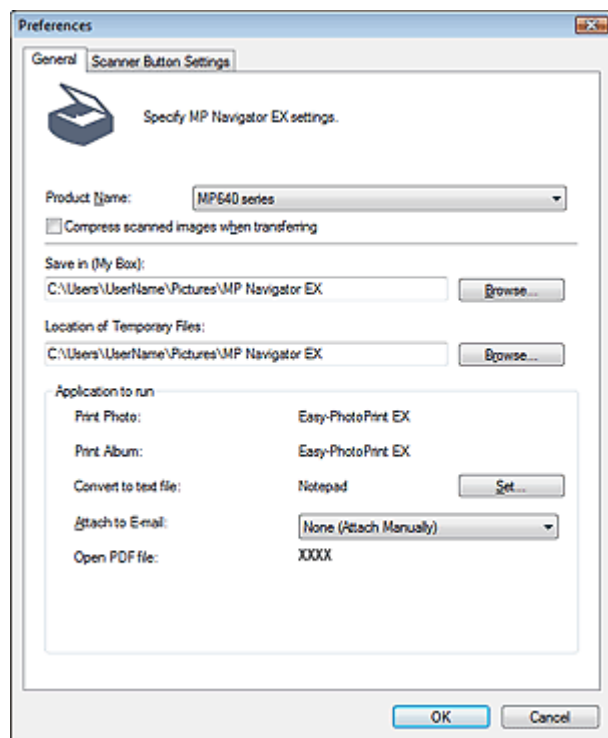 Preferences
General Scanner Button Settings
Specify MP Navigator EX settings.
Product Name: MP640 series
Compress scanned images when transferring
Save in (My Box):
C:\Users\UserName\Pictures\MP Navigator EX Browse...
Location of Temporary Files:
C:\Users\UserName\Pictures\MP Navigator EX Browse...
Application to run
Print Photo: Easy-PhotoPrint EX
Print Album: Easy-PhotoPrint EX
Convert to text file: Notepad Set...
Attach to E-mail: None (Attach Manually)
Open PDF file: XXXX
OK Cancel